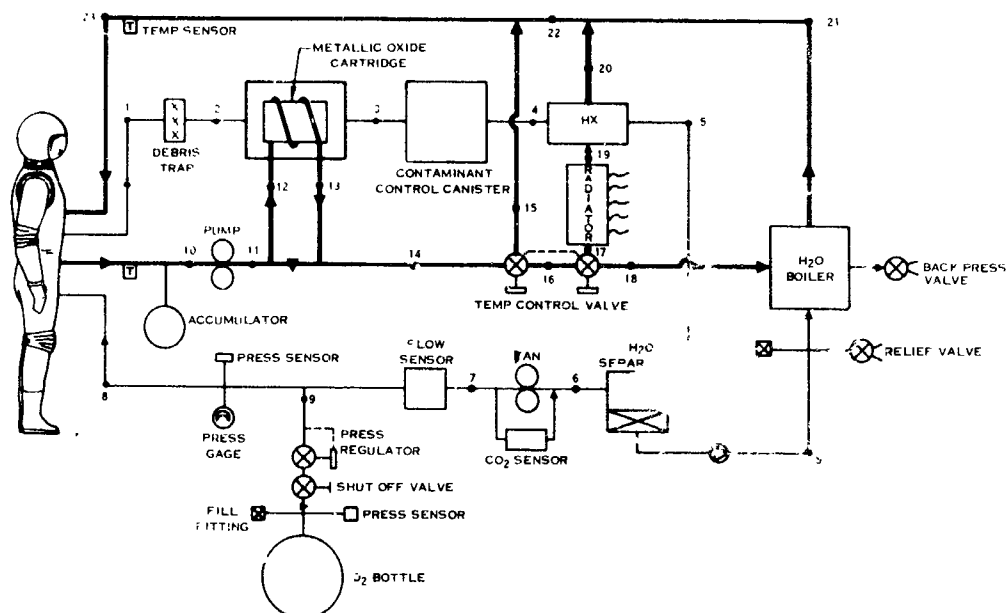 23
T
TEMP SENSOR
22
21
METALLIC OXIDE
CARTRIDGE
20
1
X
X
X
2
3
4
HX
5
DEBRIS
TRAP
CONTAMINANT
CONTROL CANISTER
19
RADIATOR
12
13
15
PUMP
10
11
14
16
17
18
T
H2O
BOILER
BACK PRESS
VALVE
TEMP CONTROL VALVE
ACCUMULATOR
SENSOR
H2O
SEPAR
RELIEF VALVE
PRESS SENSOR
7
6
8
9
PRESS
GAGE
PRESS
REGULATOR
CO2 SENSOR
SHUT OFF VALVE
FILL
FITTING
PRESS SENSOR
BOTTLE